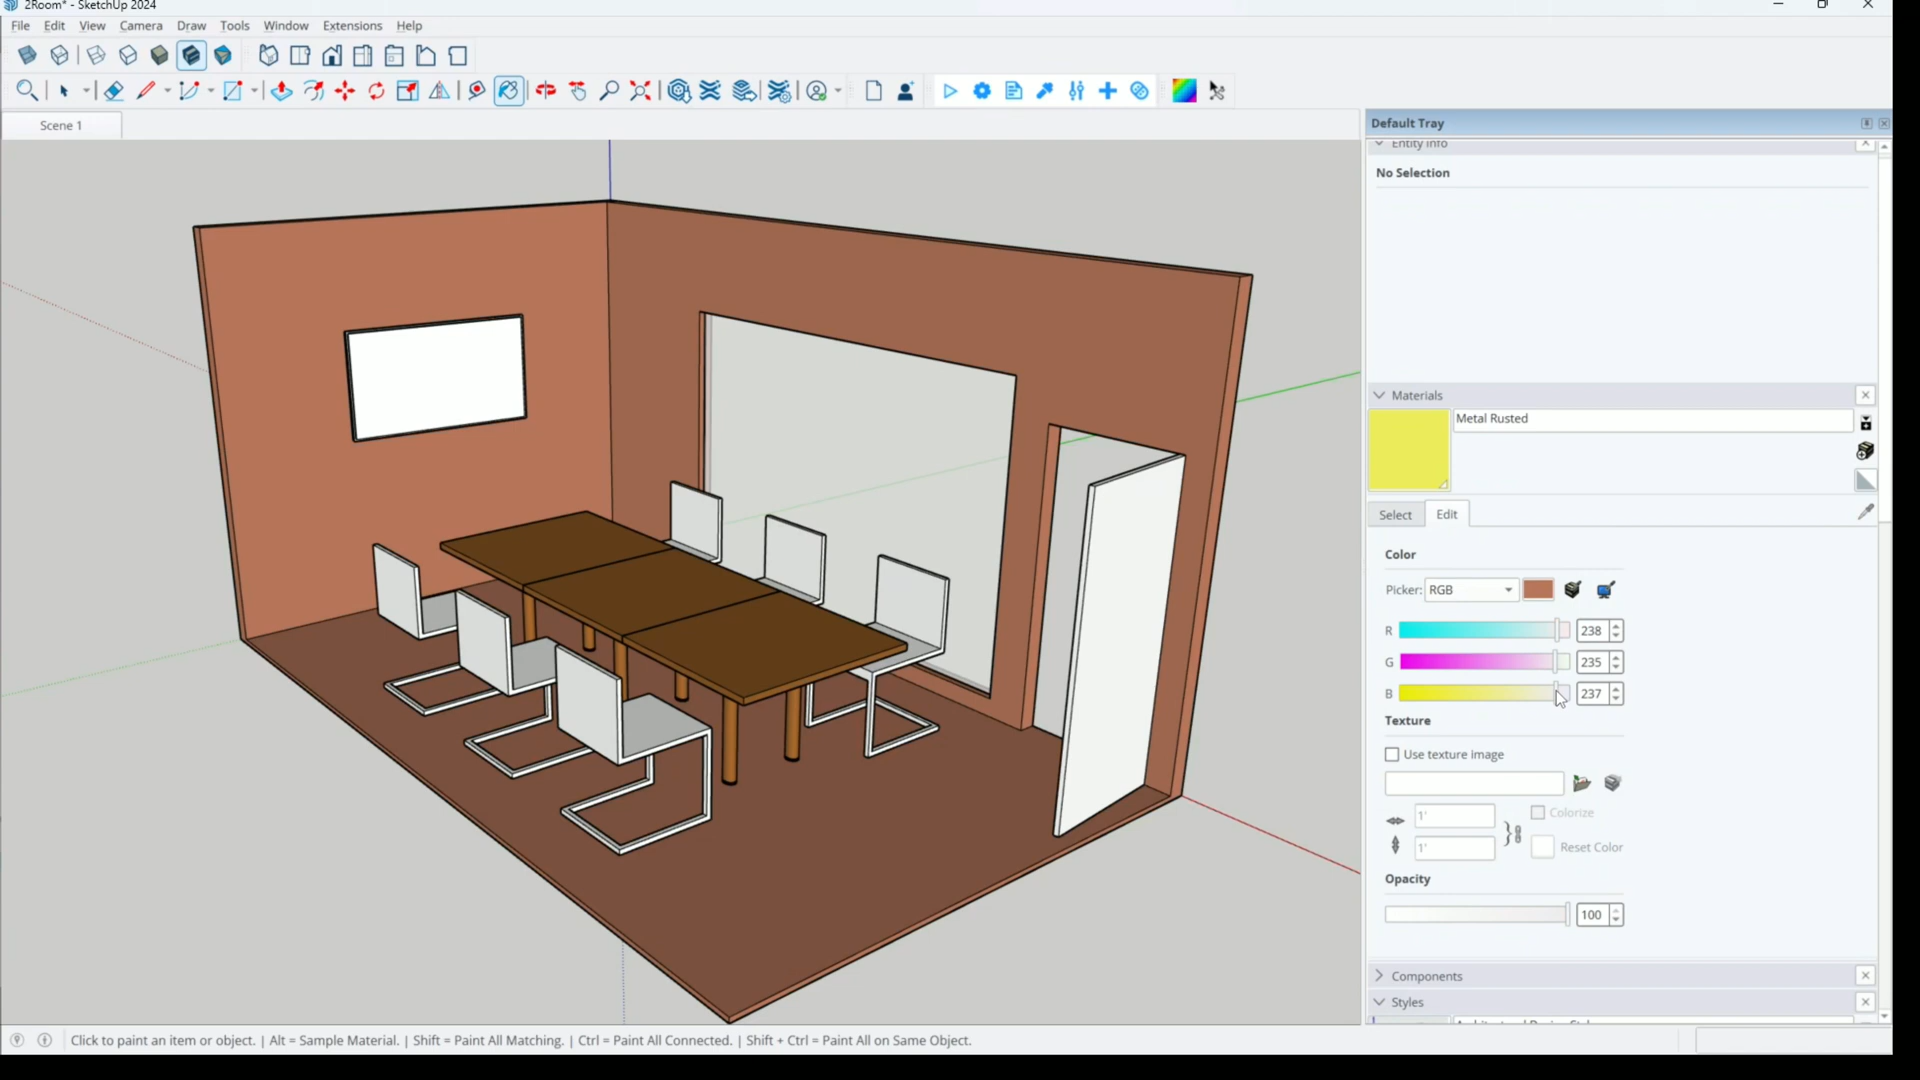 2Room* - SketchUp 2024
File Edit View Camera Draw Tools Window Extensions Help
Scene 1
Default Tray
Entity Info
No Selection
Materials
Metal Rusted
Select Edit
Color
Picker: RGB
R 238
G 235
B 237
Texture
Use texture image
1' Colorize
1' Reset Color
Opacity
100
Components
Styles
Click to paint an item or object. | Alt = Sample Material. | Shift = Paint All Matching. | Ctrl = Paint All Connected. | Shift + Ctrl = Paint All on Same Object.